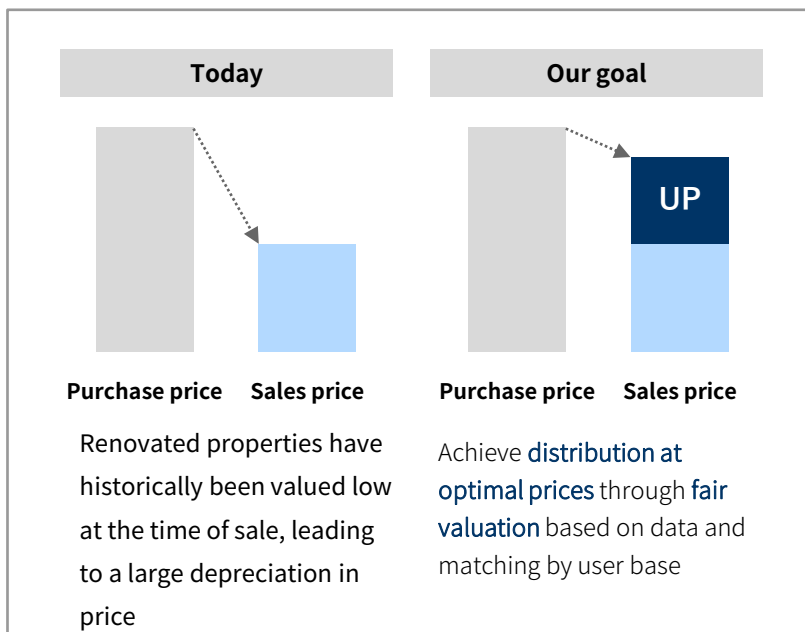 Today
Purchase price
Sales price
Renovated properties have
historically been valued low
at the time of sale, leading
to a large depreciation in
price
Our goal
UP
Purchase price
Sales price
Achieve distribution at
optimal prices through fair
valuation based on data and
matching by user base